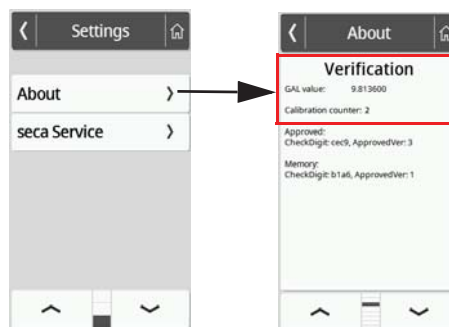 Settings
About
seca Service
About
Verification
GAL value: 9.813600
Calibration counter: 2
Approved:
CheckDigit: cec9, ApprovedVer: 3
Memory:
CheckDigit: b1a6, ApprovedVer: 1